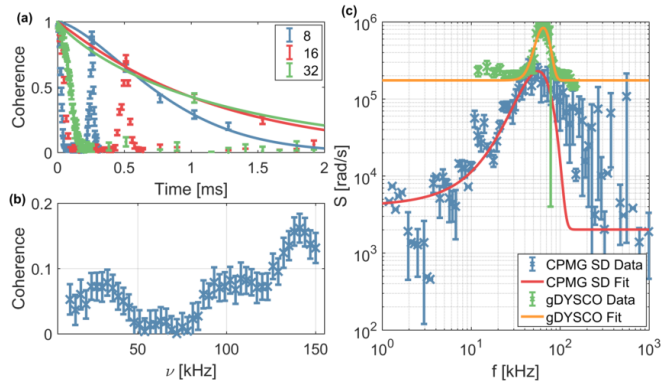 (a)
Coherence
1
0.5
0
8
16
32
0
0.5
1
1.5
2
Time [ms]
(b)
Coherence
0.2
0.1
0
50
100
150
ν [kHz]
(c)
S [rad/s]
10^6
10^5
10^4
10^3
10^2
CPMG SD Data
CPMG SD Fit
gDYSCO Data
gDYSCO Fit
10^0
10^1
10^2
10^3
f [kHz]